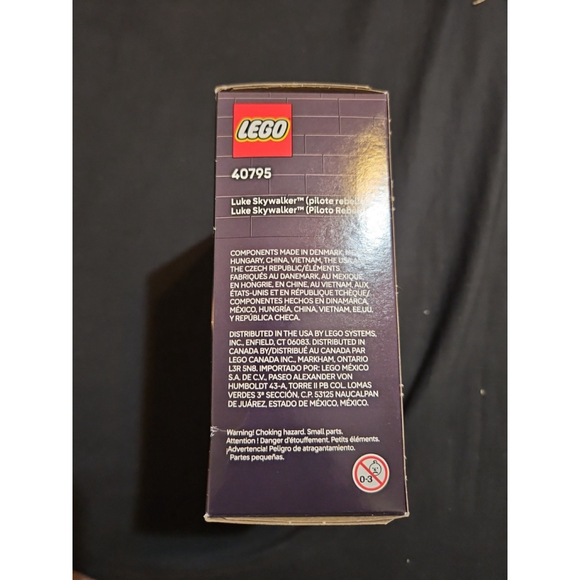 LEGO
40795
Luke Skywalker™ (pilote
Luke Skywalker™ (Piloto
COMPONENTS MADE IN DENMARK,
HUNGARY, CHINA, VIETNAM, THE USA
THE CZECH REPUBLIC/ÉLÉMENTS
FABRIQUÉS AU DANEMARK, AU MEXIQUE,
EN HONGRIE, EN CHINE, AU VIETNAM, AUX
ÉTATS-UNIS ET EN RÉPUBLIQUE TCHÈQUE/
COMPONENTES HECHOS EN DINAMARCA,
MÉXICO, HUNGRÍA, CHINA, VIETNAM, EE.UU.
Y REPÚBLICA CHECA.
DISTRIBUTED IN THE USA BY LEGO SYSTEMS,
INC., ENFIELD, CT 06083. DISTRIBUTED IN
CANADA BY/DISTRIBUÉ AU CANADA PAR
LEGO CANADA INC., MARKHAM, ONTARIO
L3R 5N8. IMPORTADO POR: LEGO MÉXICO
S.A. DE C.V., PASEO ALEXANDER VON
HUMBOLDT 43-A, TORRE II PB COL. LOMAS
VERDES 3ª SECCIÓN, C.P. 53125 NAUCALPAN
DE JUÁREZ, ESTADO DE MÉXICO, MÉXICO.
Warning! Choking hazard. Small parts.
Attention ! Danger d'étouffement. Petits éléments.
¡Advertencia! Peligro de atragantamiento.
Partes pequeñas.
0-3